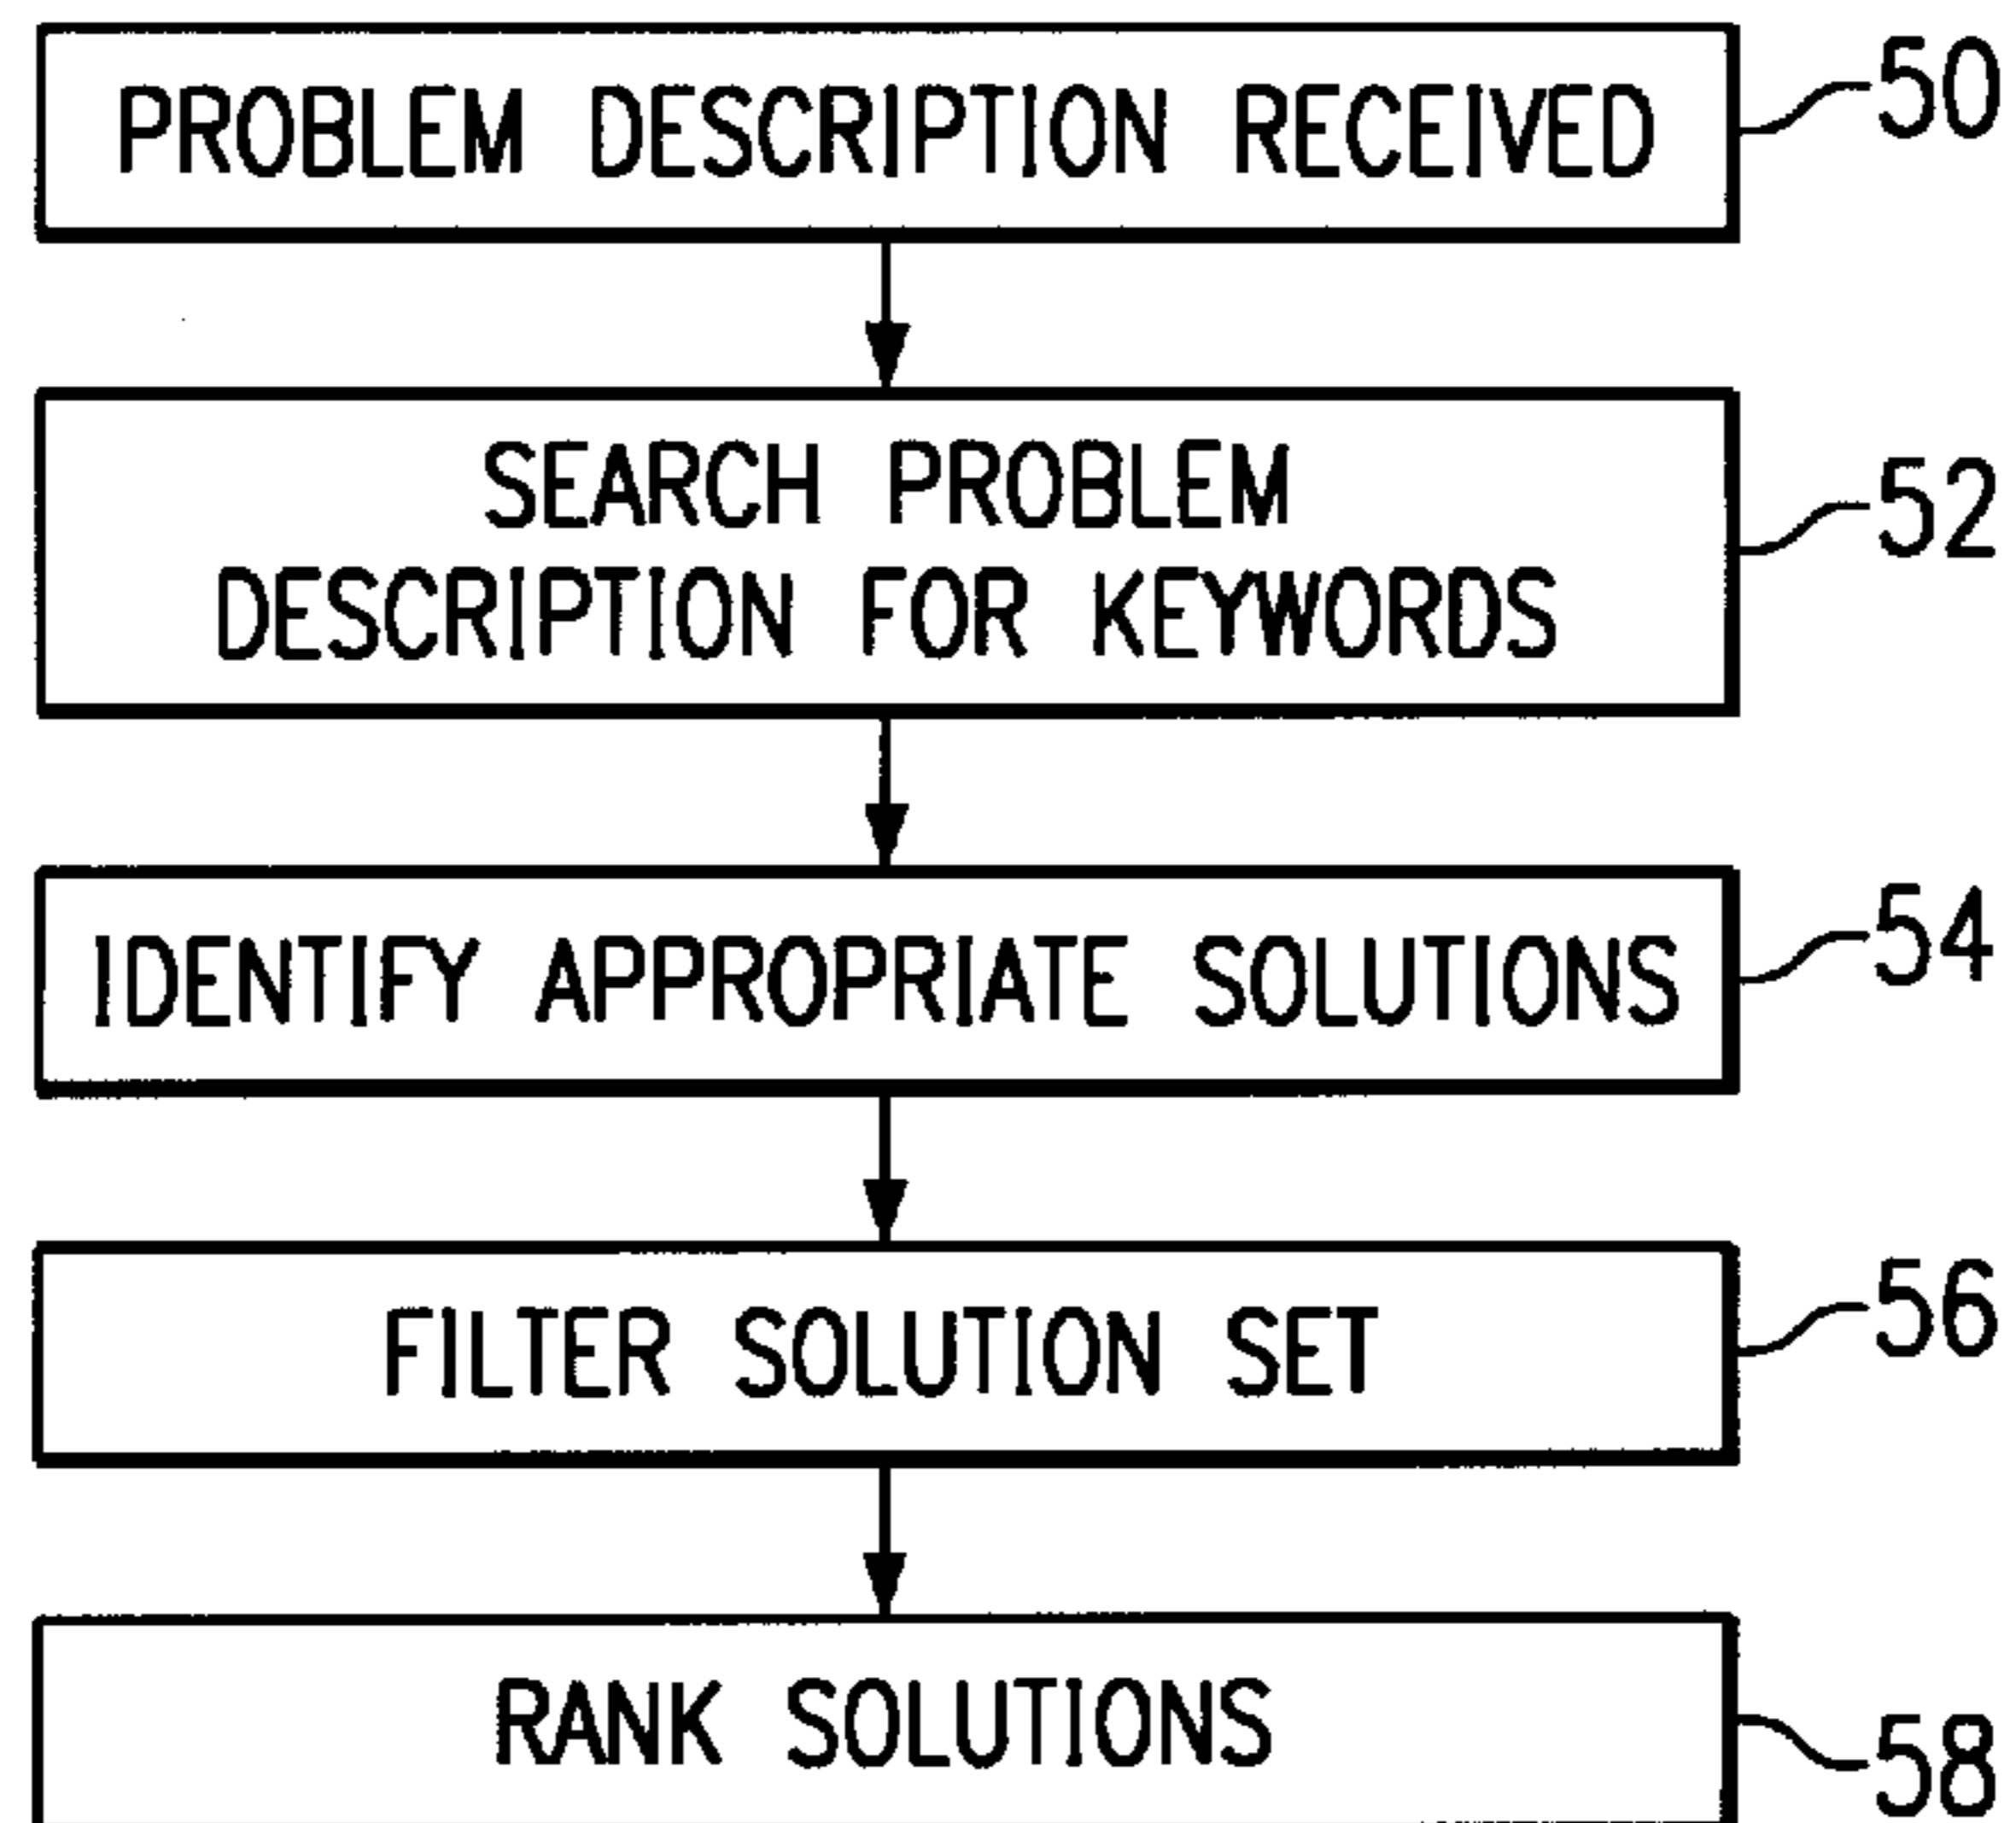 PROBLEM DESCRIPTION RECEIVED
50
SEARCH PROBLEM
DESCRIPTION FOR KEYWORDS
52
IDENTIFY APPROPRIATE SOLUTIONS
54
FILTER SOLUTION SET
56
RANK SOLUTIONS
58